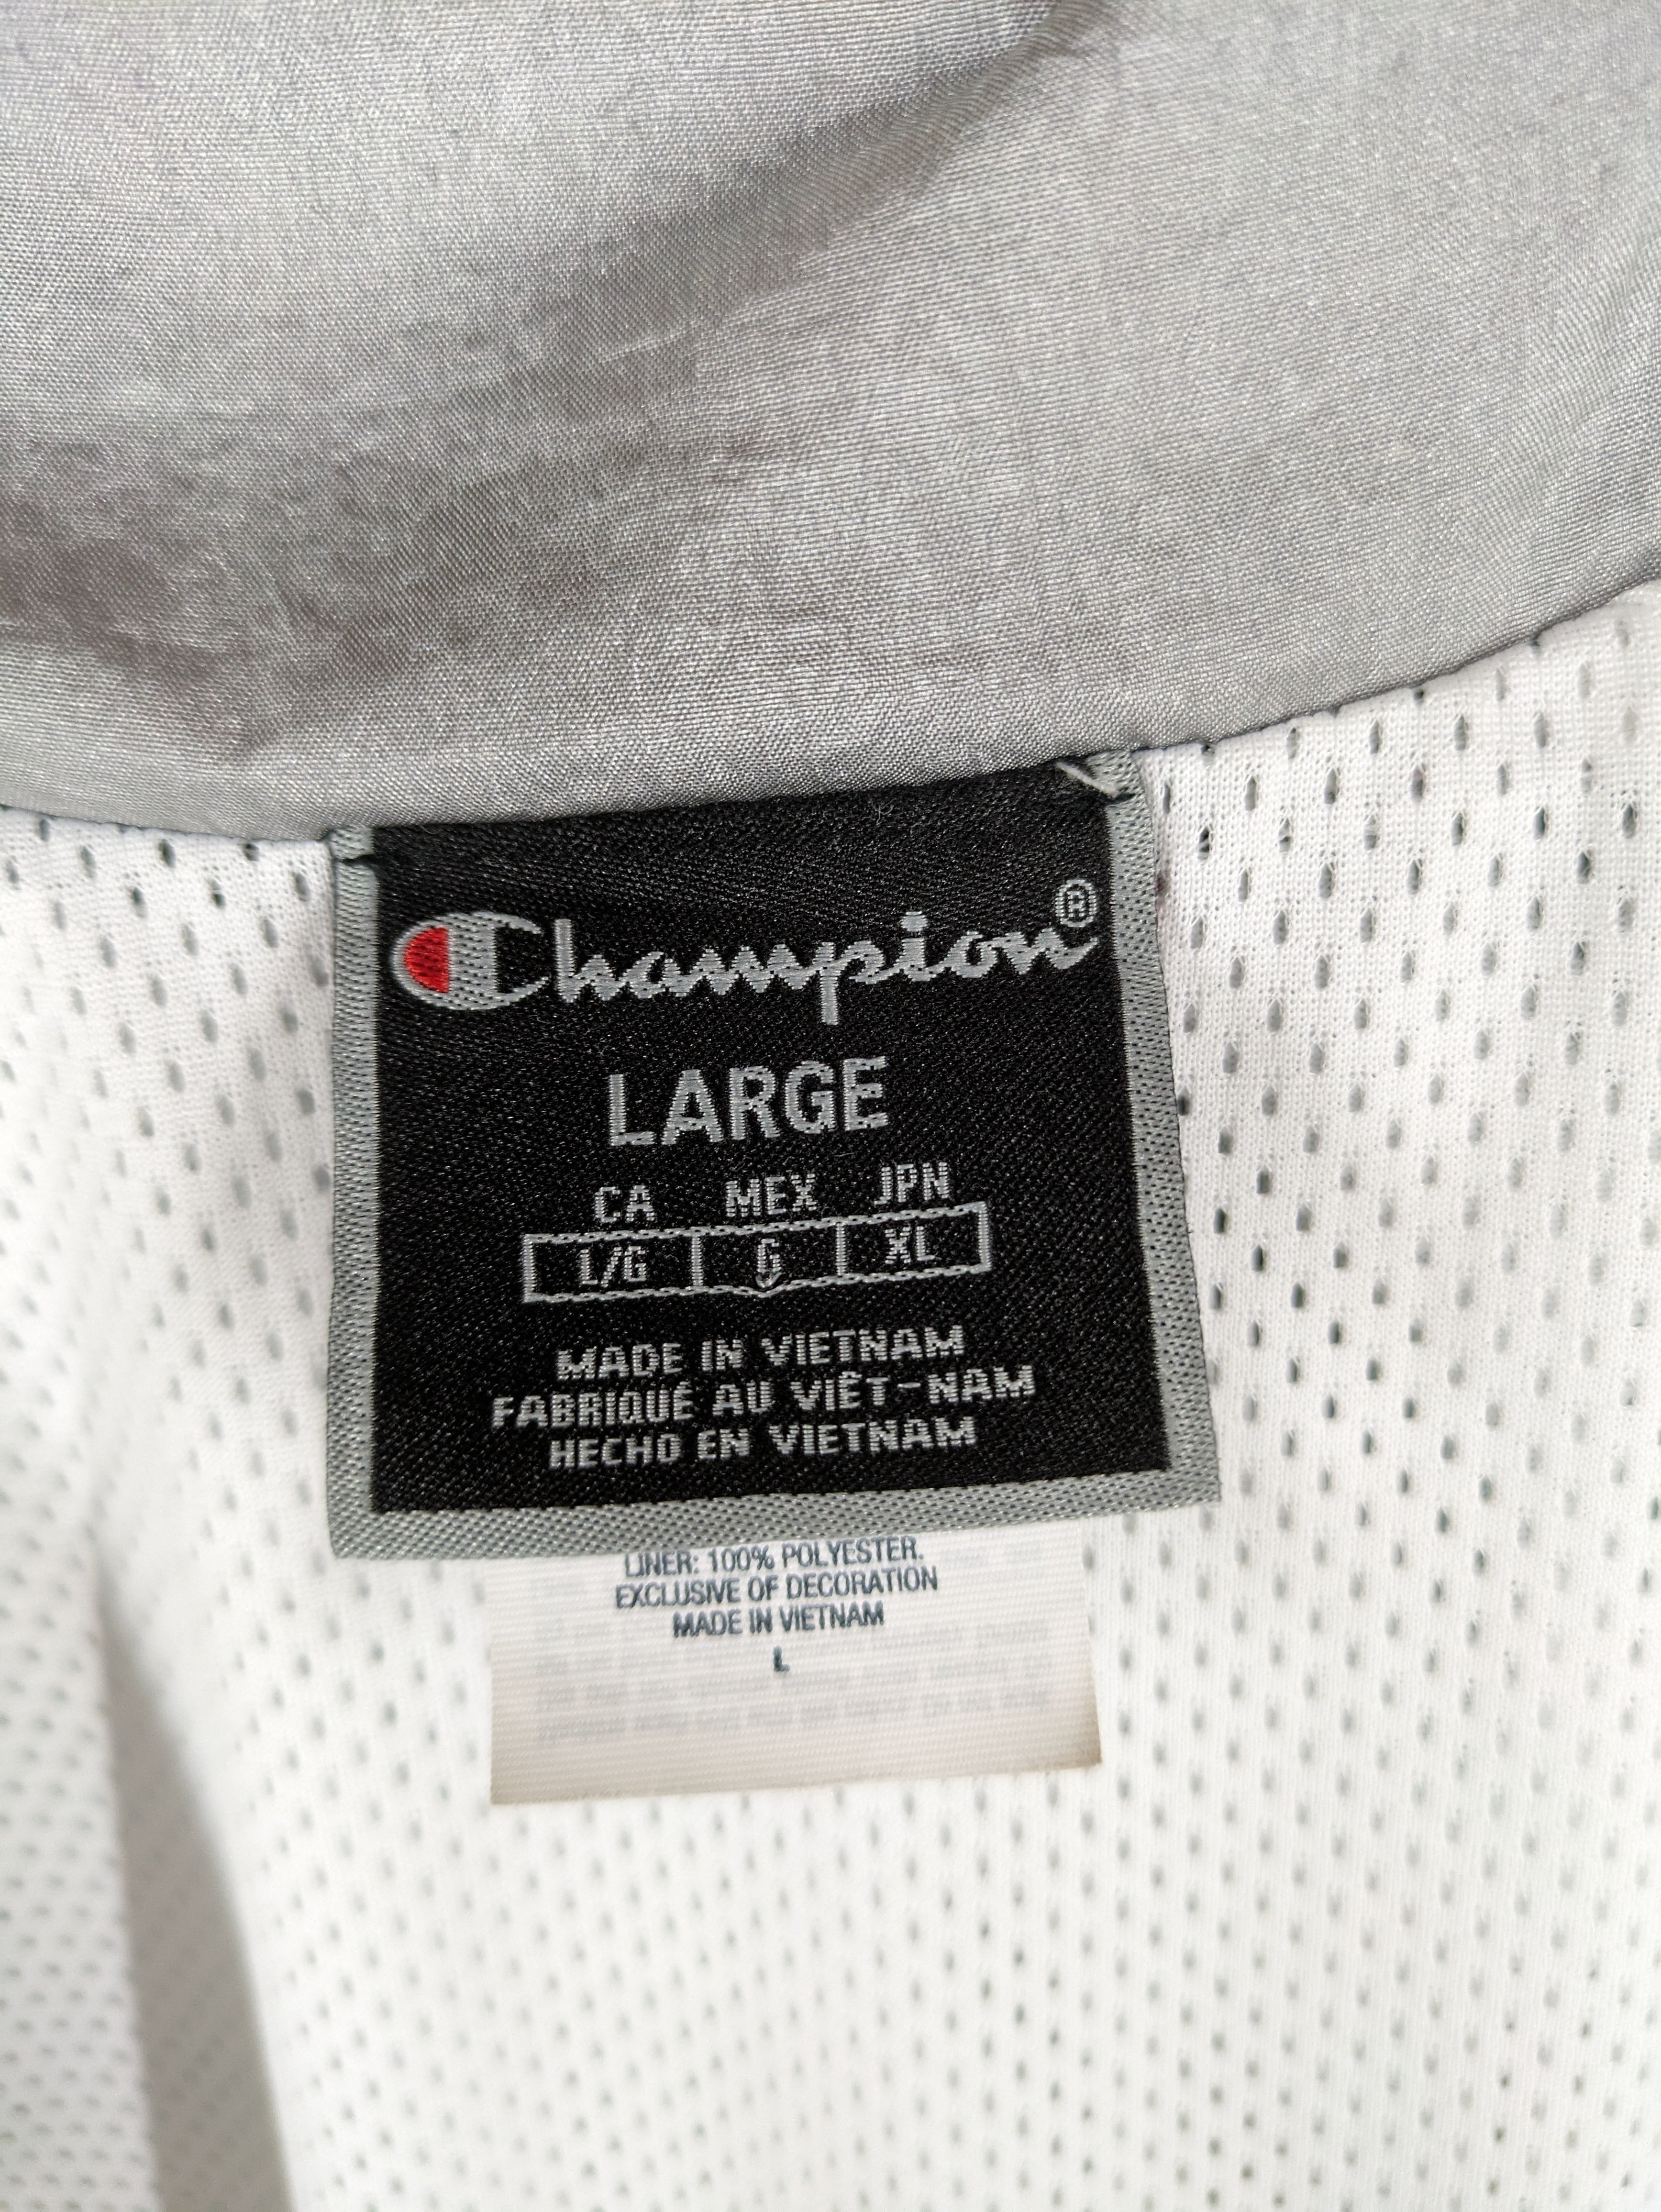 Champion®
LARGE
CA MEX JPN
L/G G XL
MADE IN VIETNAM
FABRIQUÉ AU VIÊT-NAM
HECHO EN VIETNAM
LINER: 100% POLYESTER.
EXCLUSIVE OF DECORATION
MADE IN VIETNAM
L